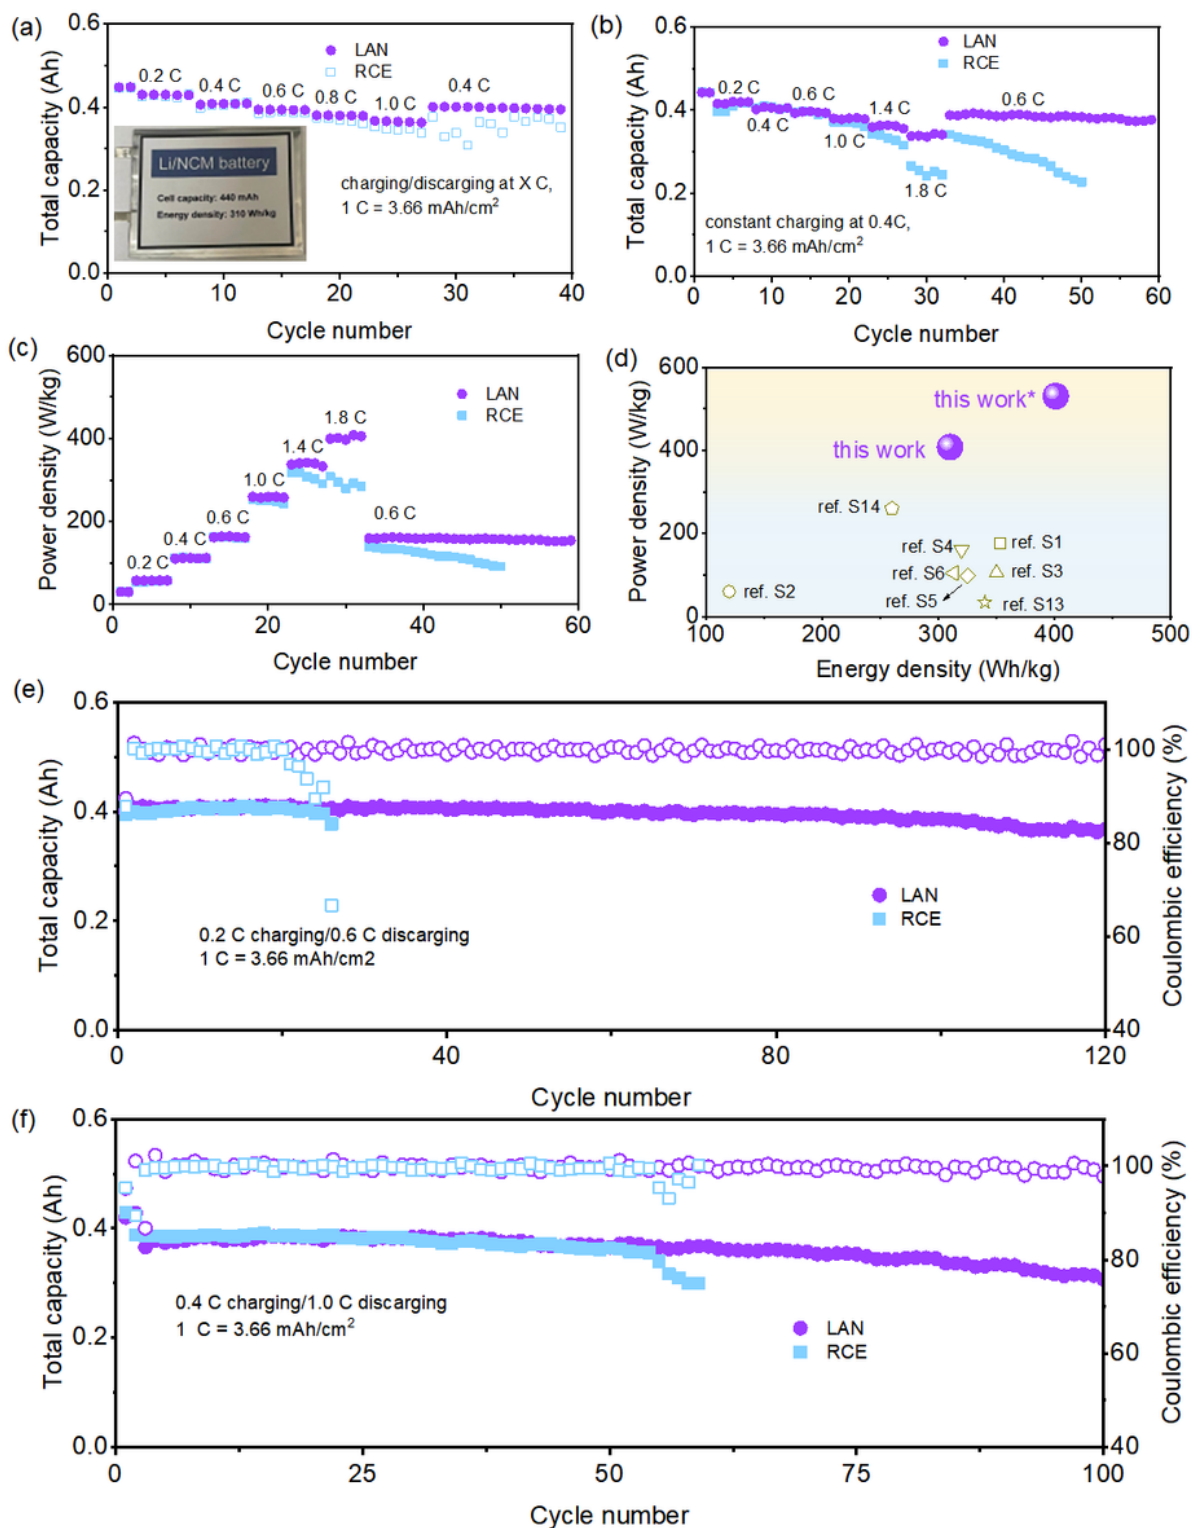 (a)
0.6
0.4
0.2
0.0
Total capacity (Ah)
LAN
RCE
0.2 C
0.4 C
0.6 C
0.8 C
1.0 C
0.4 C
Li/NCM battery
Cell capacity: 440 mAh
Energy density: 310 Wh/kg
charging/discarging at X C,
1 C = 3.66 mAh/cm²
0
10
20
30
40
Cycle number
(b)
0.6
0.4
0.2
0.0
Total capacity (Ah)
LAN
RCE
0.2 C
0.4 C
0.6 C
1.0 C
1.4 C
1.8 C
0.6 C
constant charging at 0.4C,
1 C = 3.66 mAh/cm²
0
10
20
30
40
50
60
Cycle number
(c)
600
400
200
0
Power density (W/kg)
LAN
RCE
0.2 C
0.4 C
0.6 C
1.0 C
1.4 C
1.8 C
0.6 C
0
20
40
60
Cycle number
(d)
600
400
200
0
Power density (W/kg)
this work*
this work
ref. S14
ref. S4
ref. S1
ref. S6
ref. S3
ref. S2
ref. S5
ref. S13
100
200
300
400
500
Energy density (Wh/kg)
(e)
0.6
0.4
0.2
0.0
Total capacity (Ah)
100
80
60
40
Coulombic efficiency (%)
LAN
RCE
0.2 C charging/0.6 C discarging
1 C = 3.66 mAh/cm2
0
40
80
120
Cycle number
(f)
0.6
0.4
0.2
0.0
Total capacity (Ah)
100
80
60
40
Coulombic efficiency (%)
0.4 C charging/1.0 C discarging
1 C = 3.66 mAh/cm²
LAN
RCE
0
25
50
75
100
Cycle number